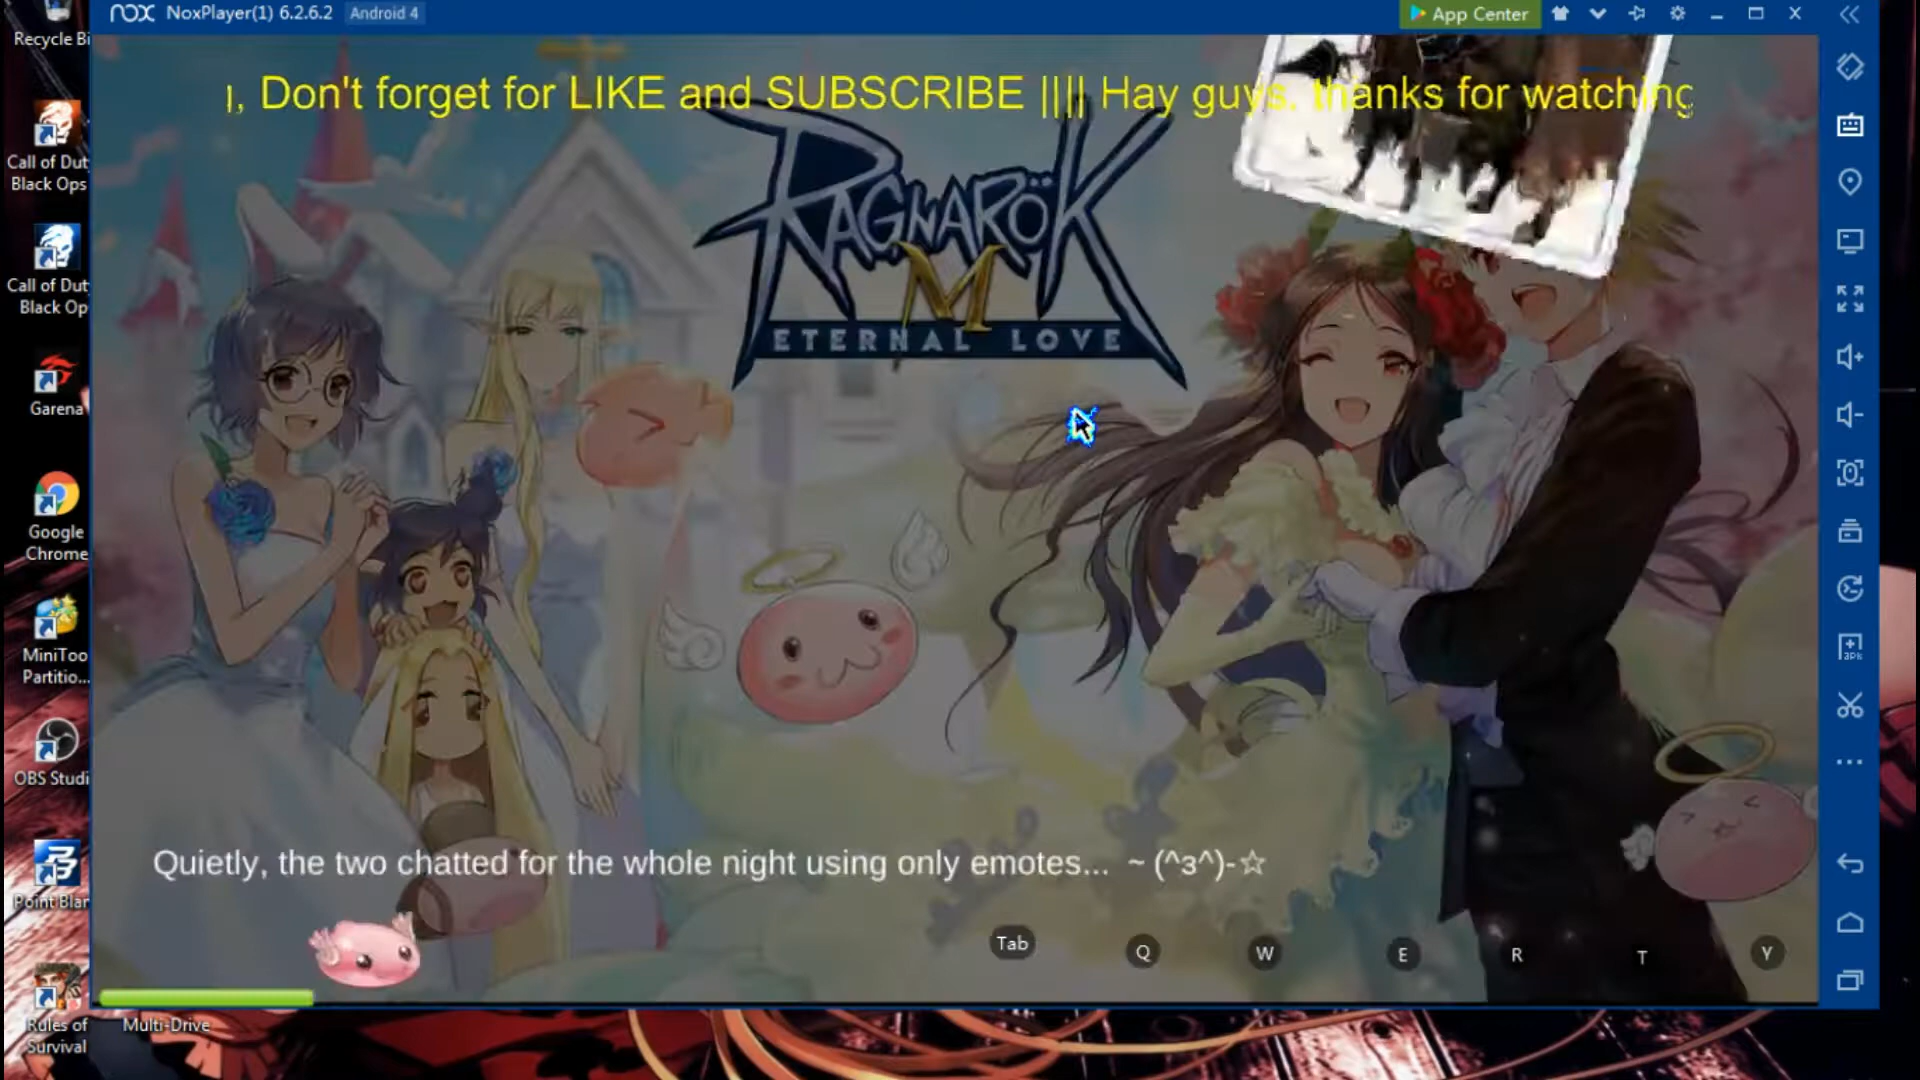 nox NoxPlayer(1) 6.2.6.2 Android 4
App Center
Recycle Bi
, Don't forget for LIKE and SUBSCRIBE |||| Hay guys. thanks for watching
Call of Dut
Black Ops
RAGNARÖK
M
ETERNAL LOVE
Call of Dut
Black Op
Garena
Google
Chrome
MiniToo
Partitio...
apk
OBS Studi
Quietly, the two chatted for the whole night using only emotes... ~ (^з^)-☆
Point Blan
Tab Q W E R T Y
Rules of
Survival
Multi-Drive